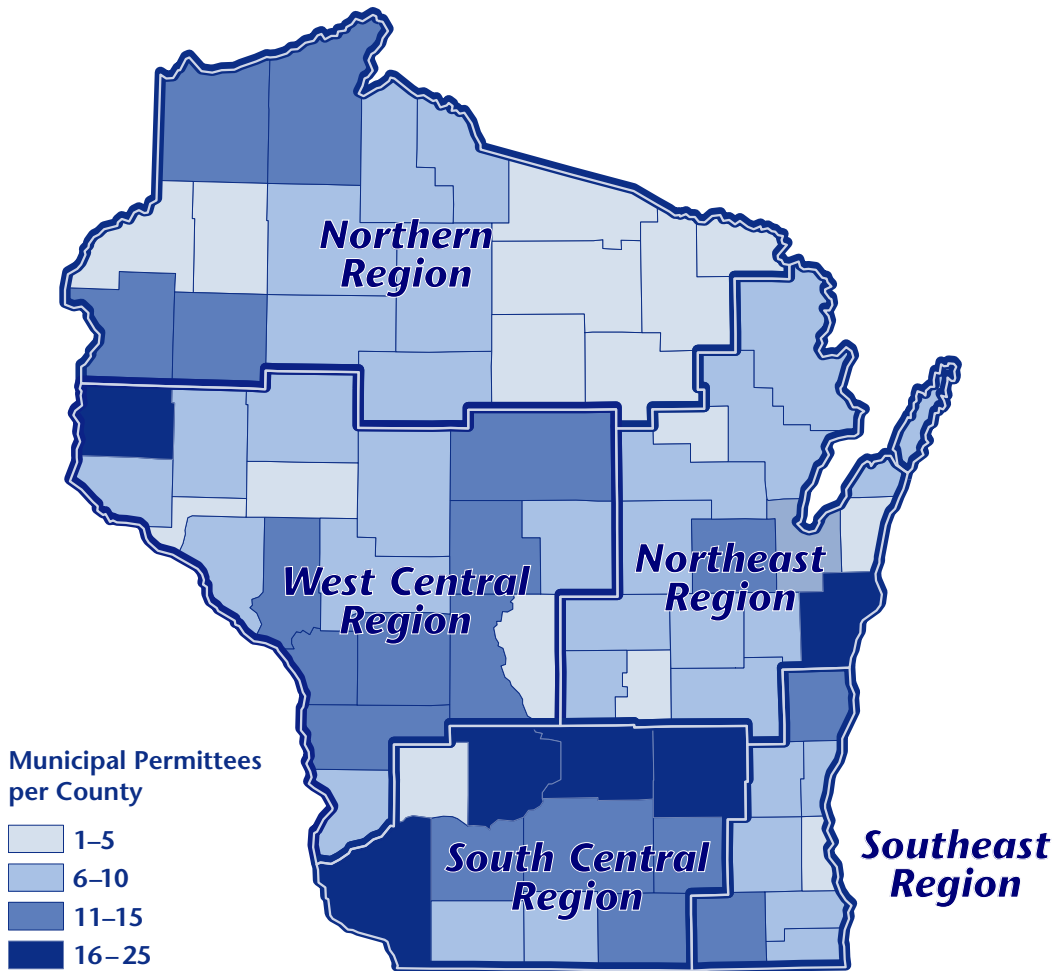 Northern
Region
West Central
Region
Northeast
Region
Municipal Permittees
per County
1–5
6–10
11–15
16–25
South Central
Region
Southeast
Region